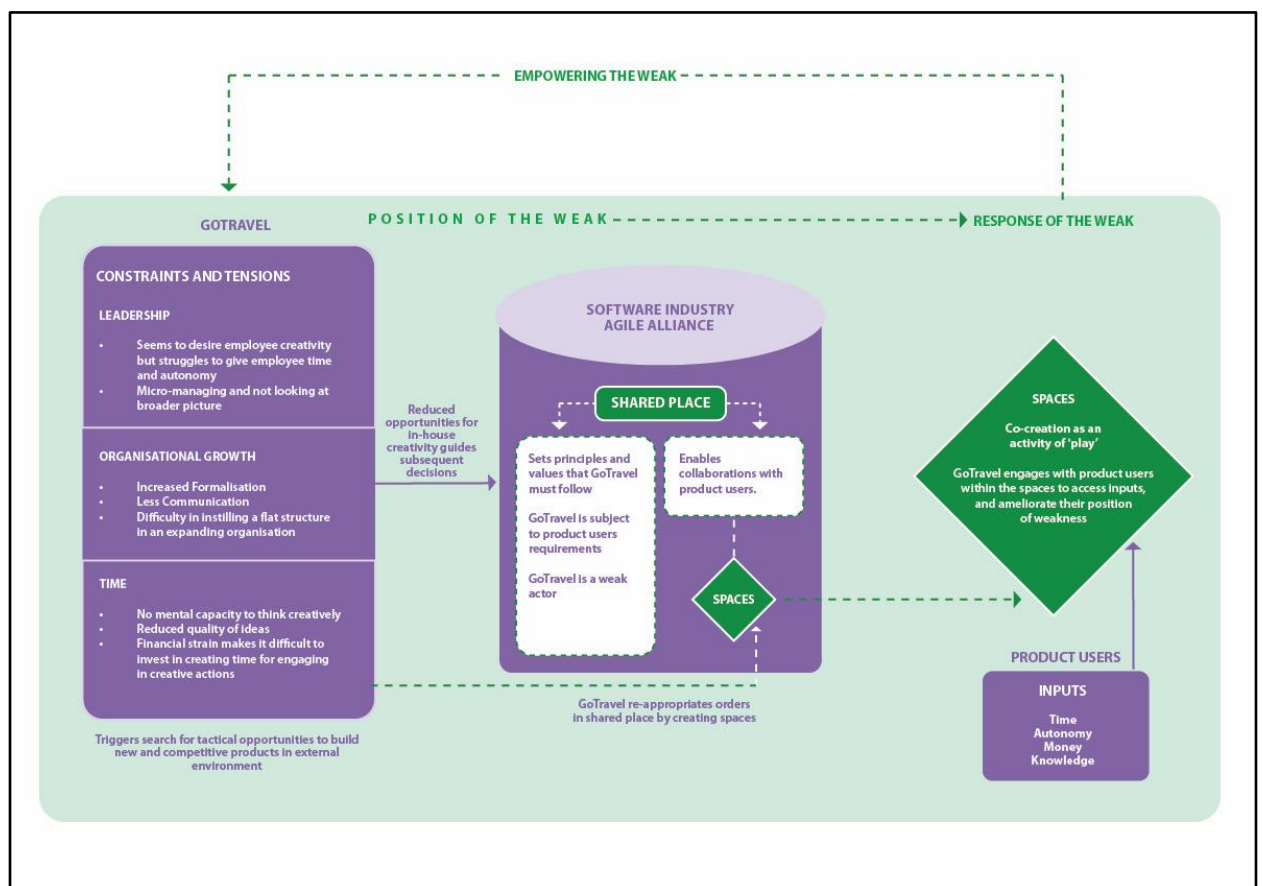 EMPOWERING THE WEAK
POSITION OF THE WEAK
RESPONSE OF THE WEAK
GOTRAVEL
CONSTRAINTS AND TENSIONS
LEADERSHIP
• Seems to desire employee creativity
but struggles to give employee time
and autonomy
• Micro-managing and not looking at
broader picture
ORGANISATIONAL GROWTH
• Increased Formalisation
• Less Communication
• Difficulty in instilling a flat structure
in an expanding organisation
TIME
• No mental capacity to think creatively
• Reduced quality of ideas
• Financial strain makes it difficult to
invest in creating time for engaging
in creative actions
Triggers search for tactical opportunities to build
new and competitive products in external
environment
Reduced
opportunities for
in-house
creativity guides
subsequent
decisions
SOFTWARE INDUSTRY
AGILE ALLIANCE
SHARED PLACE
Sets principles and
values that GoTravel
must follow
GoTravel is subject
to product users
requirements
GoTravel is a weak
actor
Enables
collaborations with
product users.
SPACES
GoTravel re-appropriates orders
in shared place by creating spaces
SPACES
Co-creation as an
activity of 'play'
GoTravel engages with product users
within the spaces to access inputs,
and ameliorate their position
of weakness
PRODUCT USERS
INPUTS
Time
Autonomy
Money
Knowledge